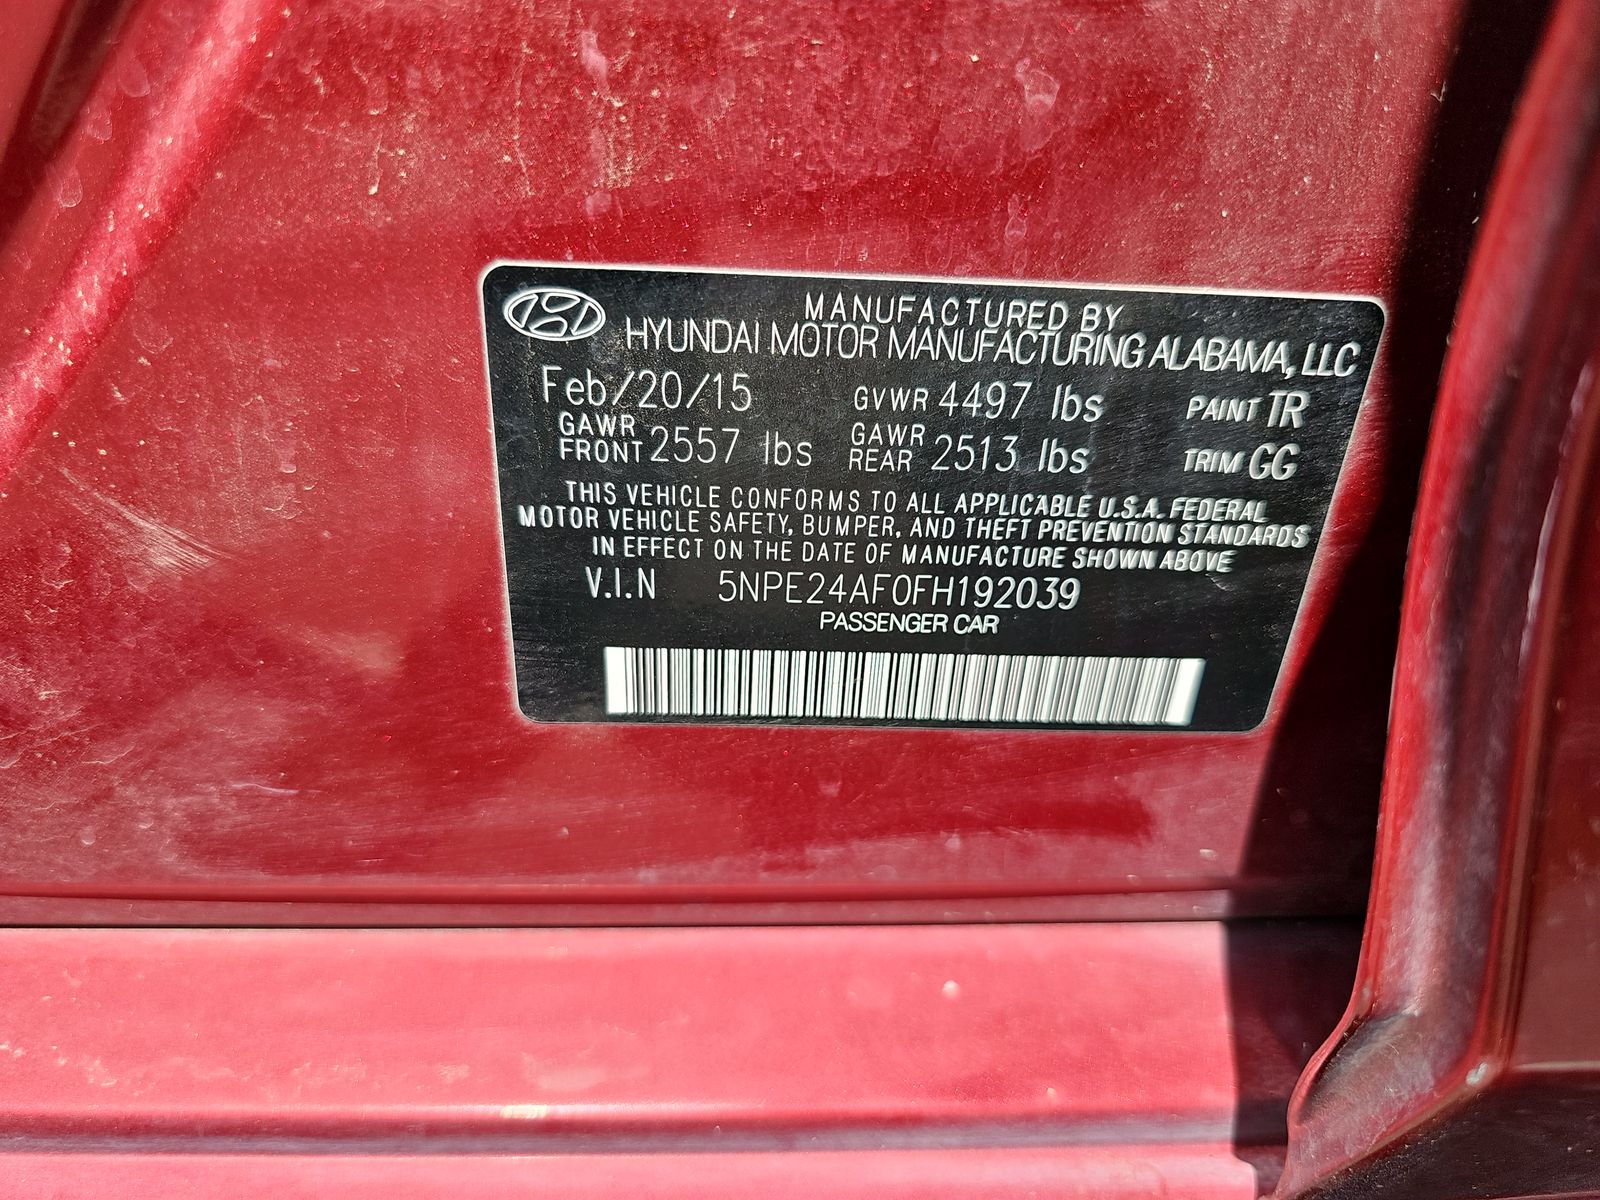 MANUFACTURED BY
HYUNDAI MOTOR MANUFACTURING ALABAMA, LLC
Feb/20/15 GVWR 4497 lbs PAINT TR
GAWR FRONT 2557 lbs GAWR REAR 2513 lbs TRIM GG
THIS VEHICLE CONFORMS TO ALL APPLICABLE U.S.A. FEDERAL
MOTOR VEHICLE SAFETY, BUMPER, AND THEFT PREVENTION STANDARDS
IN EFFECT ON THE DATE OF MANUFACTURE SHOWN ABOVE
V.I.N 5NPE24AF0FH192039
PASSENGER CAR